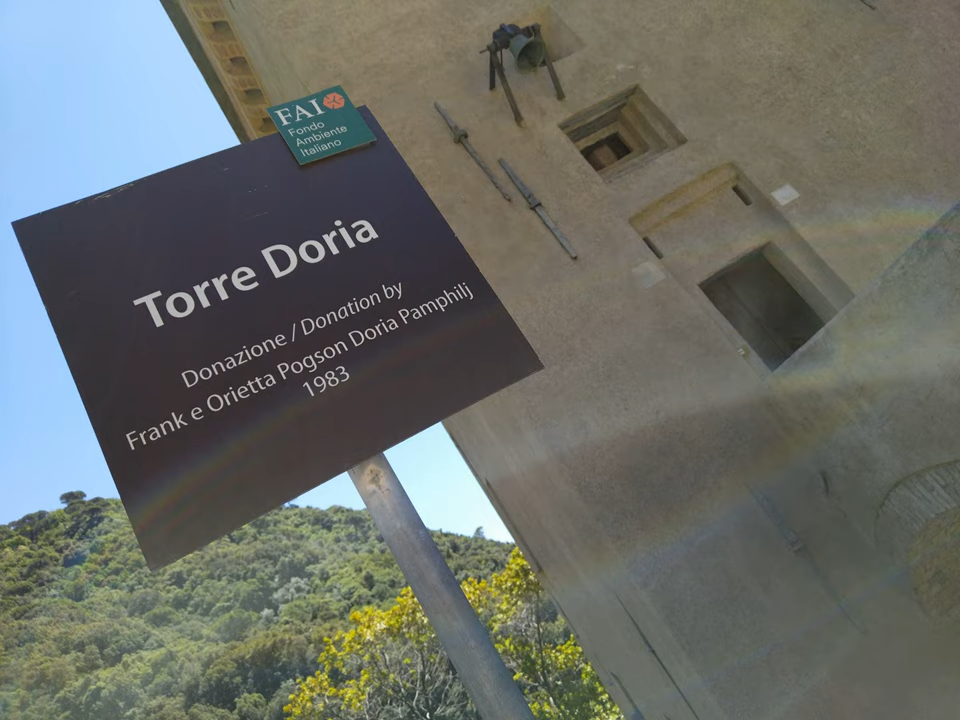 FAI
Fondo
Ambiente
Italiano
Torre Doria
Donazione / Donation by
Frank e Orietta Pogson Doria Pamphilj
1983